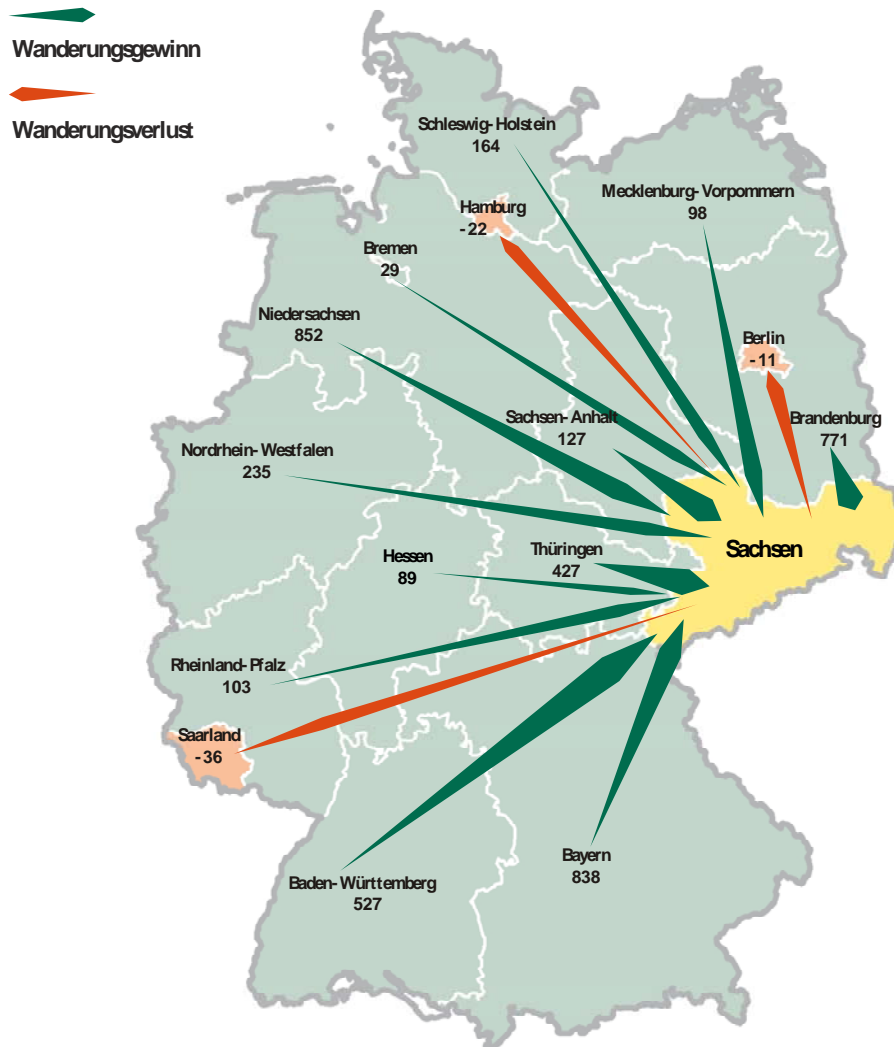 Wanderungsgewinn
Wanderungsverlust
Schleswig-Holstein
164
Mecklenburg-Vorpommern
98
Hamburg
-22
Bremen
29
Niedersachsen
852
Berlin
-11
Sachsen-Anhalt
127
Brandenburg
771
Nordrhein-Westfalen
235
Sachsen
Thüringen
427
Hessen
89
Rheinland-Pfalz
103
Saarland
-36
Bayern
838
Baden-Württemberg
527